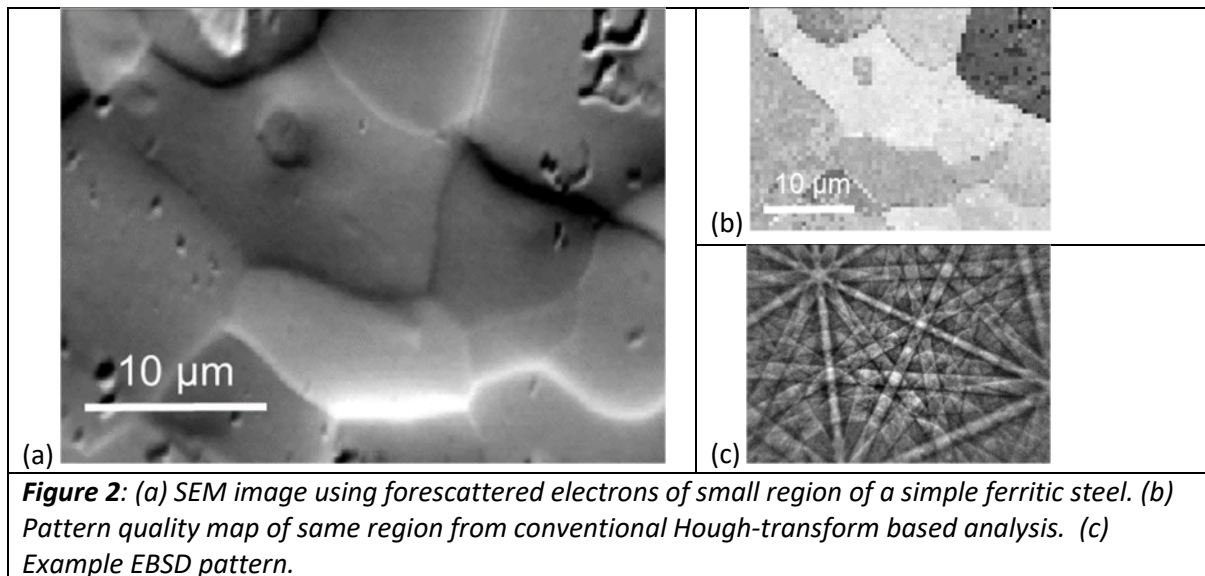 10 µm
(a)
10 µm
(b)
(c)
Figure 2: (a) SEM image using forescattered electrons of small region of a simple ferritic steel. (b)
Pattern quality map of same region from conventional Hough-transform based analysis. (c)
Example EBSD pattern.